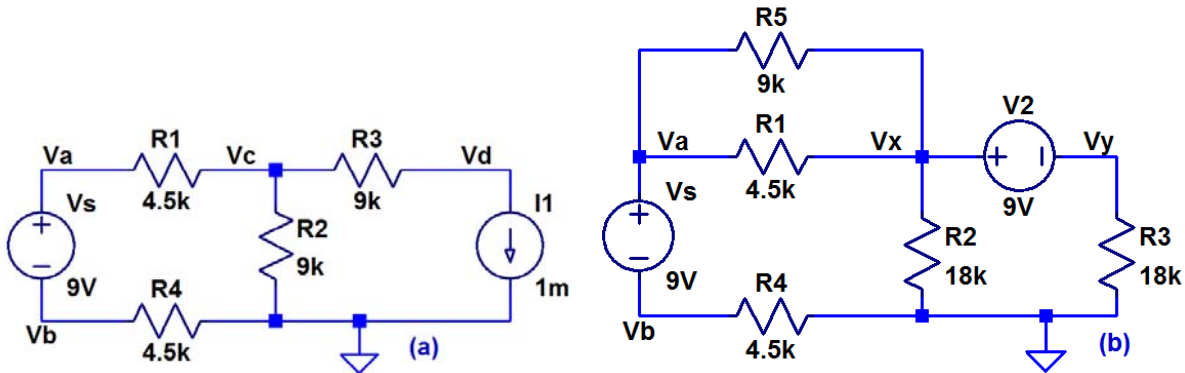 R1
R3
Va
Vc
Vd
4.5k
9k
Vs
+
−
R2
9k
I1
9V
R4
1m
Vb
4.5k
(a)
R5
9k
V2
R1
Va
Vx
+
−
Vy
4.5k
9V
Vs
+
−
R2
R3
9V
R4
18k
18k
Vb
4.5k
(b)